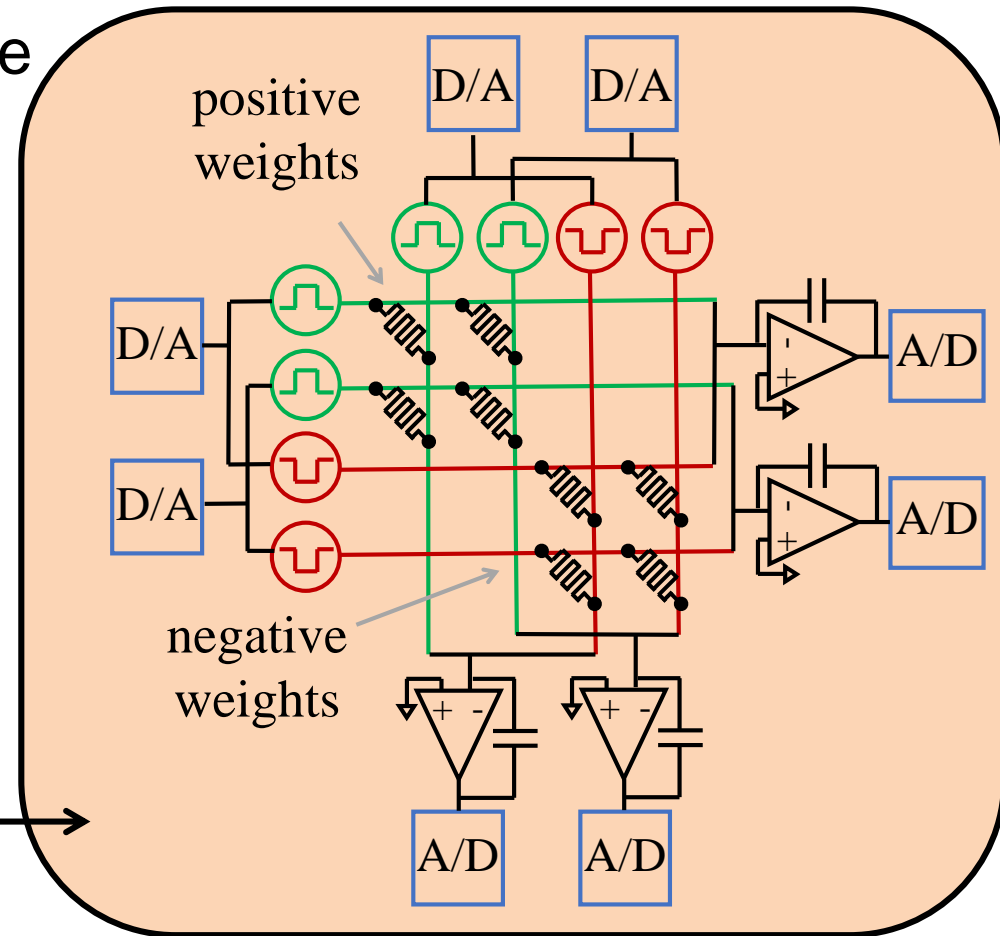 e
D/A D/A
positive
weights
D/A
- +
A/D
D/A
- +
A/D
negative
weights
+ -
+ -
A/D A/D